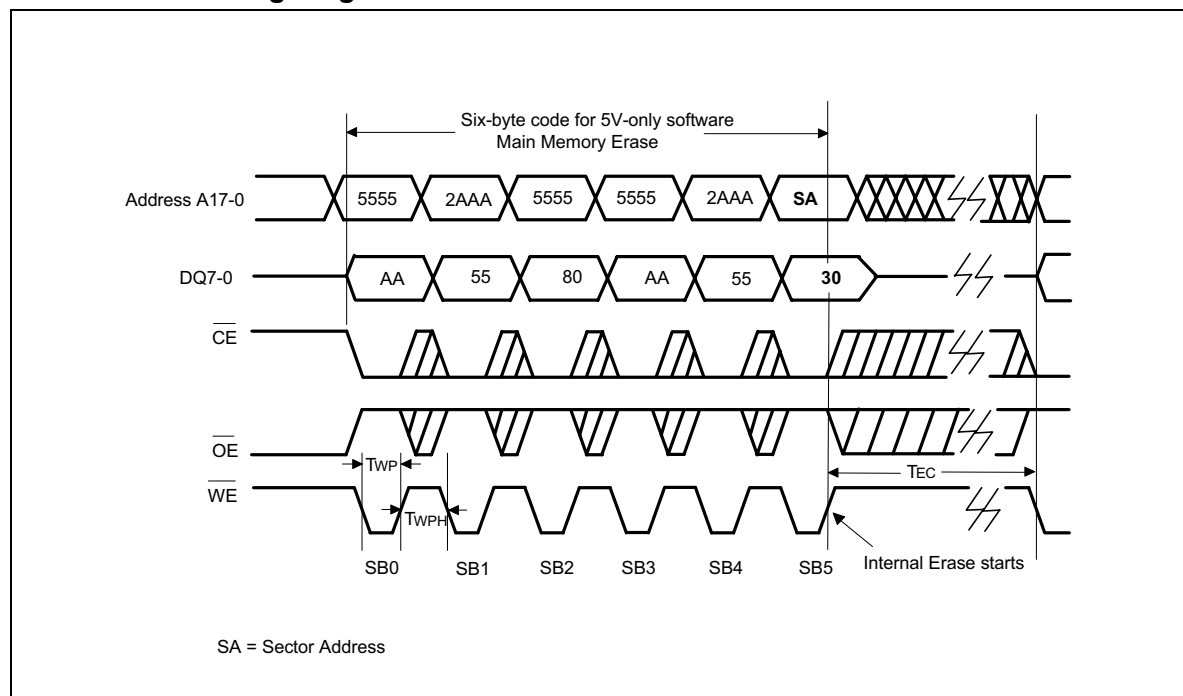 Six-byte code for 5V-only software
Main Memory Erase
Address A17-0
5555 2AAA 5555 5555 2AAA SA
DQ7-0
AA 55 80 AA 55 30
CE
OE
TWP
TEC
WE
TWPH
SB0 SB1 SB2 SB3 SB4 SB5
Internal Erase starts
SA = Sector Address